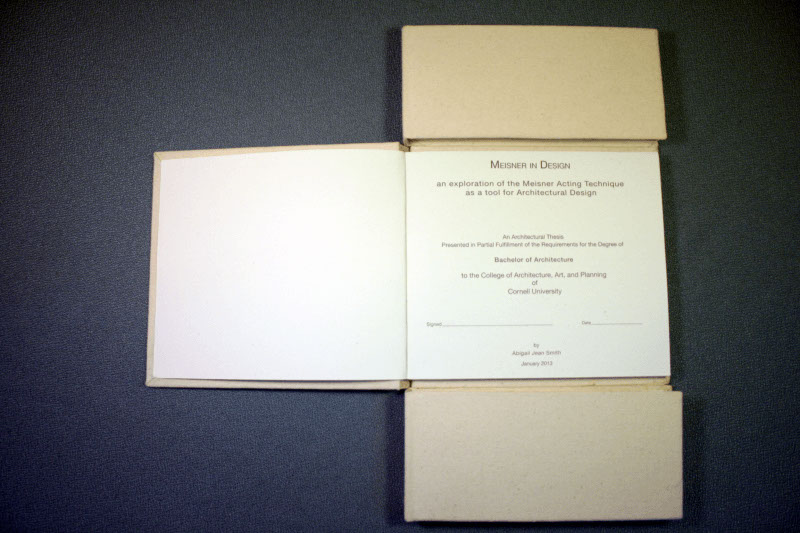 MEISNER IN DESIGN
an exploration of the Meisner Acting Technique
as a tool for Architectural Design
An Architectural Thesis
Presented in Partial Fulfillment of the Requirements for the Degree of
Bachelor of Architecture
to the College of Architecture, Art, and Planning
of
Cornell University
Signed Date
by
Abigail Jean Smith
January 2013